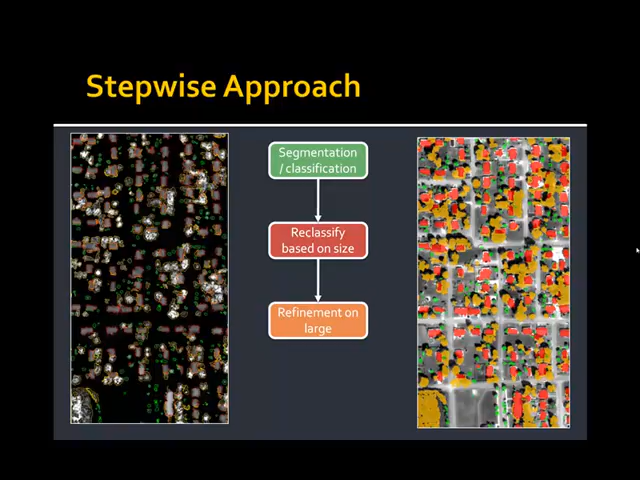 Stepwise Approach
Segmentation
/ classification
Reclassify
based on size
Refinement on
large